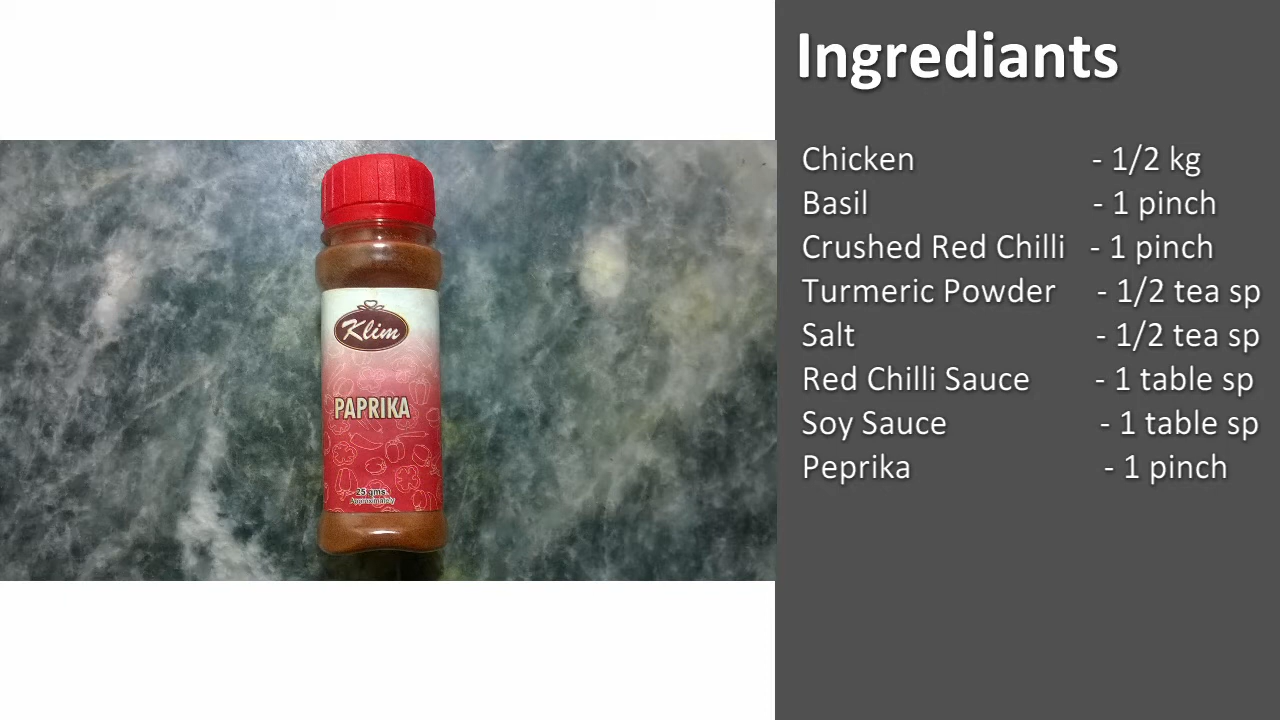 Ingrediants
Chicken - 1/2 kg
Basil - 1 pinch
Crushed Red Chilli - 1 pinch
Turmeric Powder - 1/2 tea sp
Salt - 1/2 tea sp
Red Chilli Sauce - 1 table sp
Soy Sauce - 1 table sp
Peprika - 1 pinch
Klim
PAPRIKA
25 gms.
Approximately